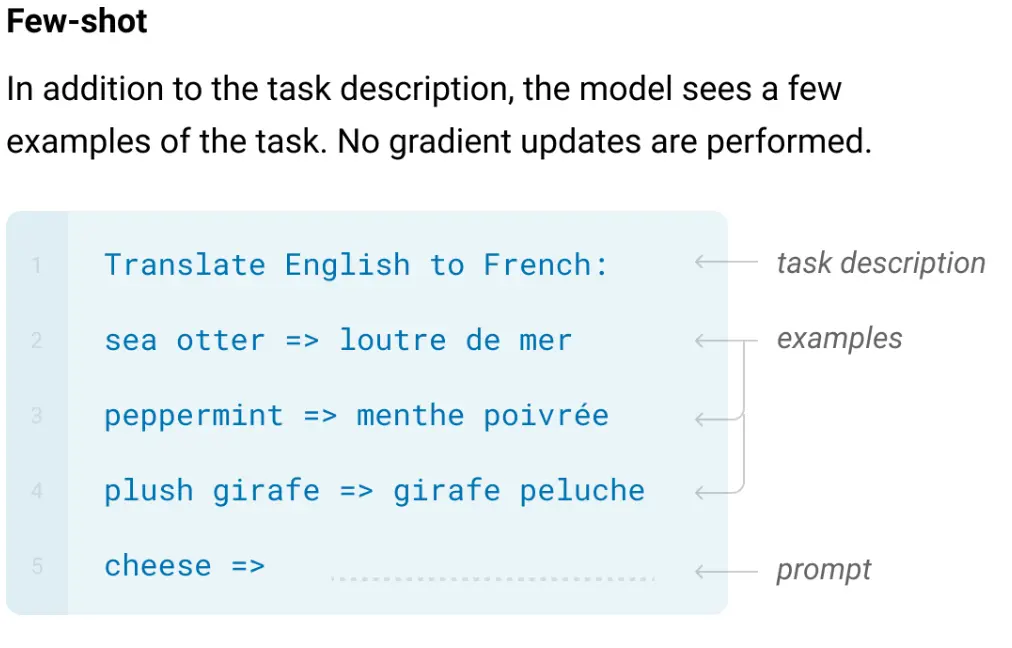 Few-shot
In addition to the task description, the model sees a few
examples of the task. No gradient updates are performed.
1 Translate English to French: task description
2 sea otter => loutre de mer examples
3 peppermint => menthe poivrée
4 plush girafe => girafe peluche
5 cheese => prompt